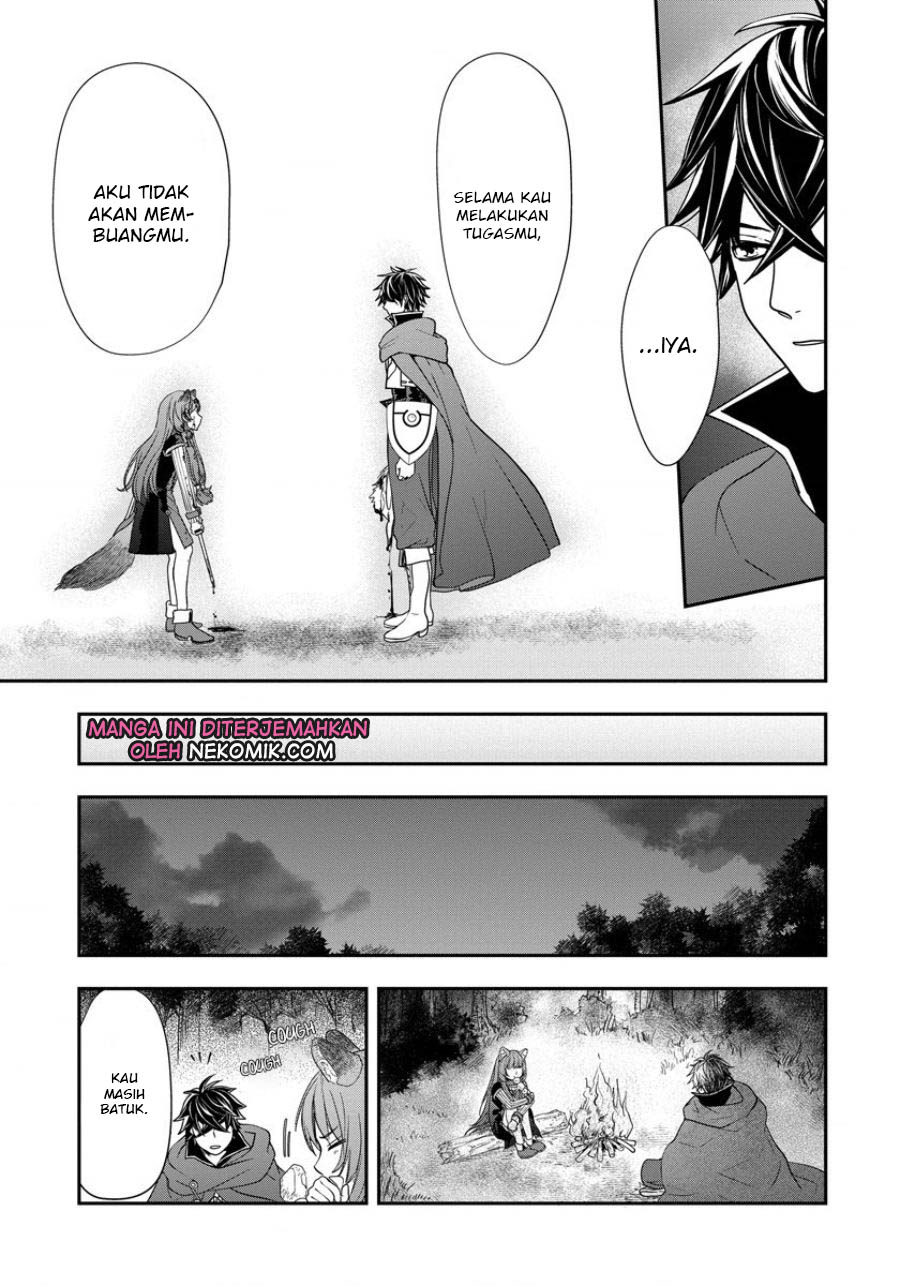 ...IYA.
SELAMA KAU
MELAKUKAN
TUGASMU,
AKU TIDAK
AKAN MEM-
BUANGMU.
MANGA INI DITERJEMAHKAN
OLEH NEKOMIK.COM
COUGH
COUGH
KAU
MASIH
BATUK.